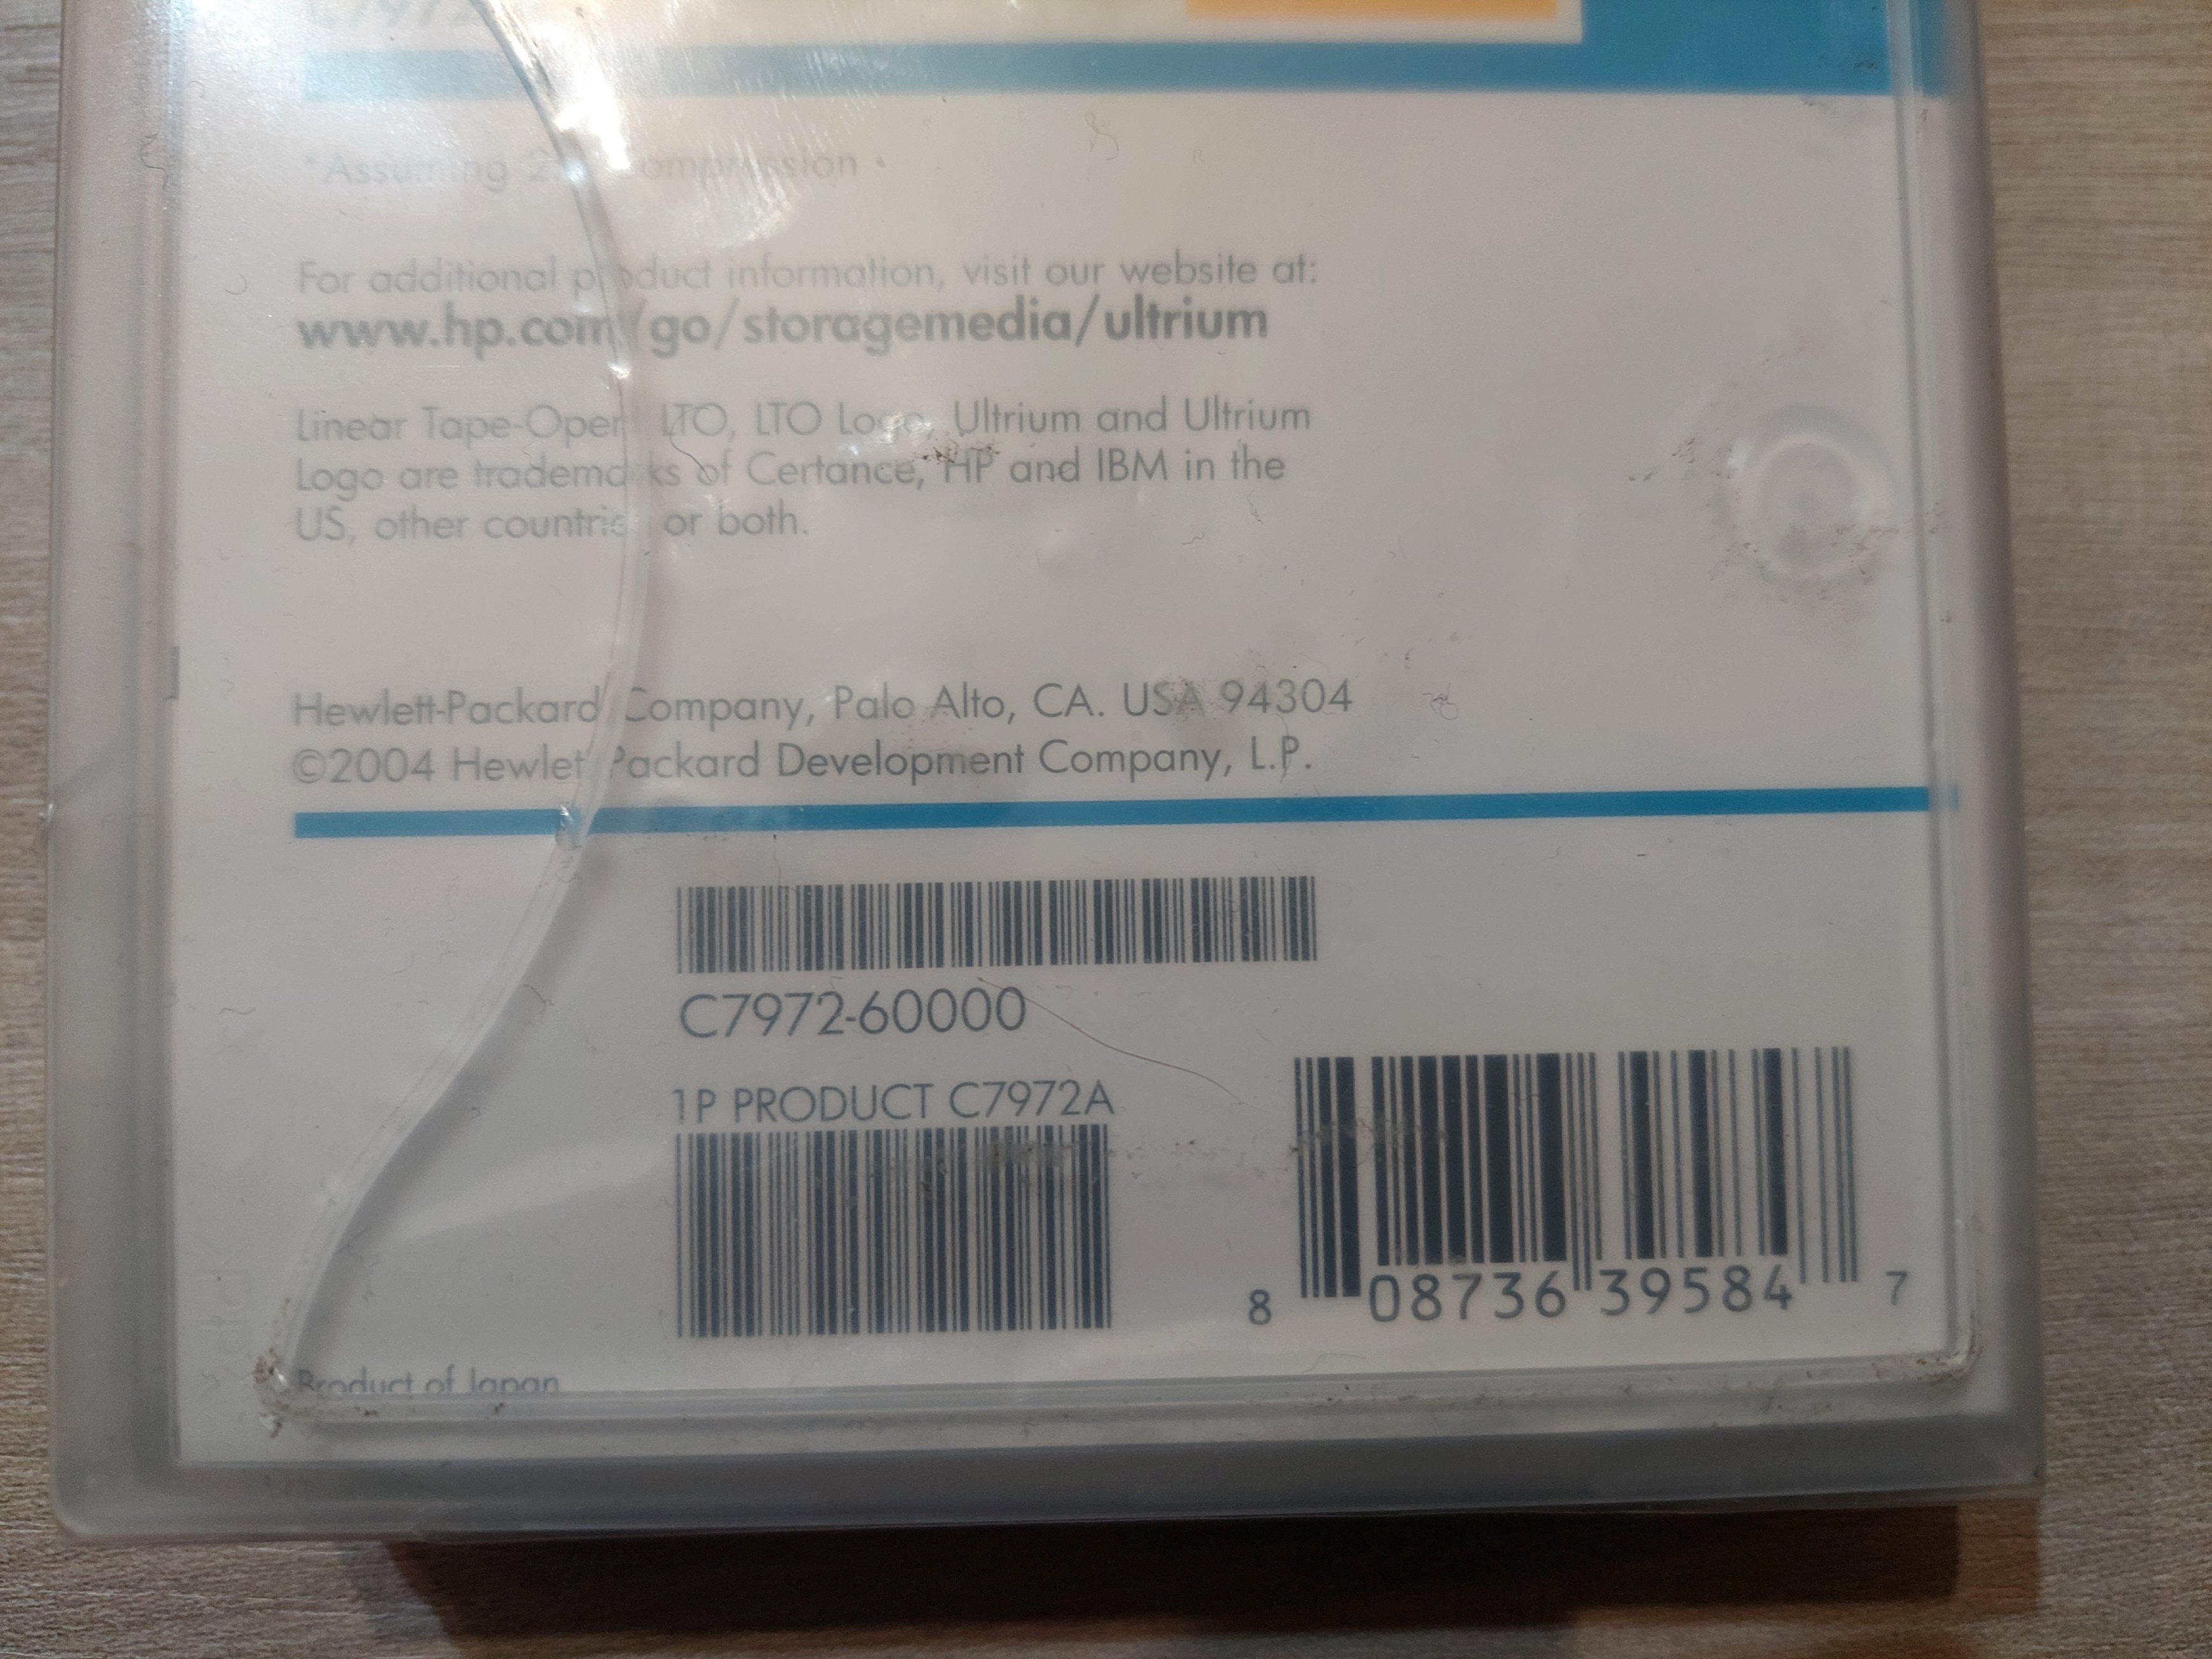 *Assuming 2:1 compression
For additional product information, visit our website at:
www.hp.com/go/storagemedia/ultrium
Linear Tape-Open, LTO, LTO Logo, Ultrium and Ultrium
Logo are trademarks of Certance, HP and IBM in the
US, other countries or both.
Hewlett-Packard Company, Palo Alto, CA. USA 94304
©2004 Hewlett-Packard Development Company, L.P.
C7972-60000
1P PRODUCT C7972A
8 08736 39584 7
Product of Japan